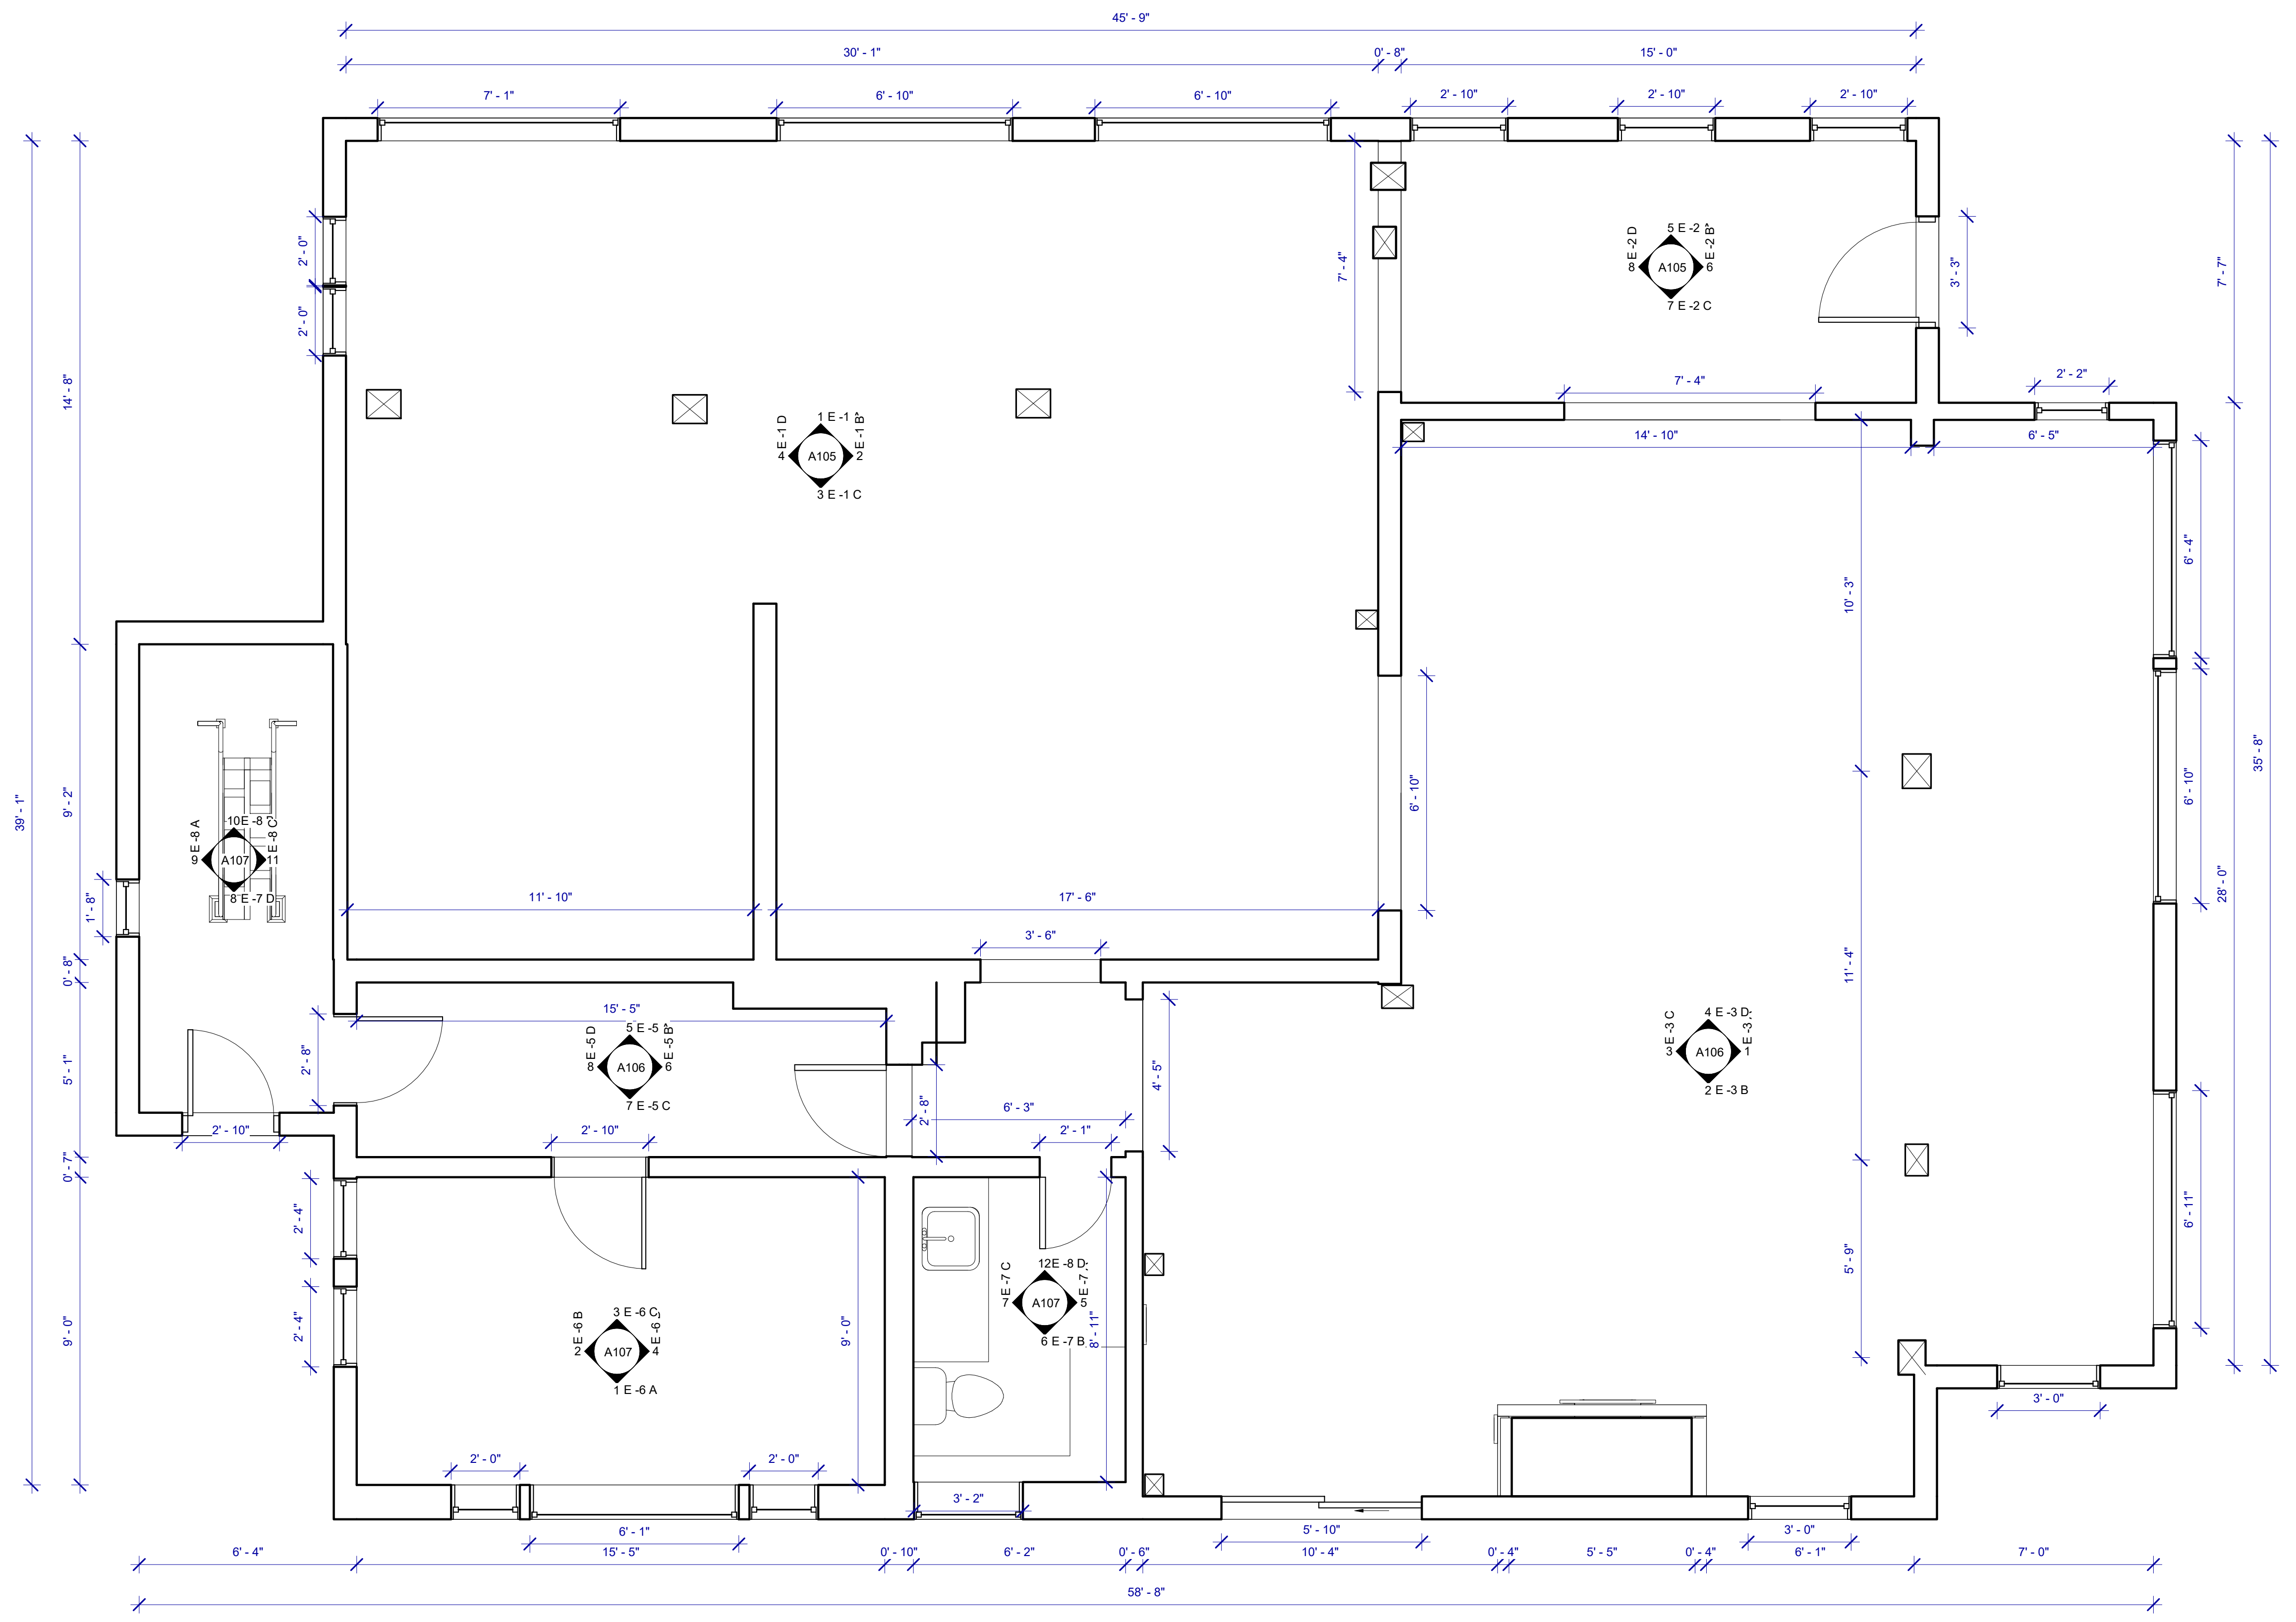 45' - 9"
30' - 1"
0' - 8"
15' - 0"
7' - 1"
6' - 10"
6' - 10"
2' - 10"
2' - 10"
2' - 10"
2' - 0"
2' - 0"
7' - 4"
E -2 D
5 E -2
E -2 B
8
A105
6
7 E -2 C
3' - 3"
7' - 7"
14' - 8"
7' - 4"
2' - 2"
E -1 D
1 E -1
E -1 B
4
A105
2
3 E -1 C
14' - 10"
6' - 5"
6' - 4"
10' - 3"
39' - 1"
9' - 2"
35' - 8"
6' - 10"
6' - 10"
28' - 0"
E -8 A
10E -8
E -8 C
9
A107
11
8 E -7 D
1' - 8"
11' - 10"
17' - 6"
3' - 6"
11' - 4"
0' - 8"
15' - 5"
E -5 D
5 E -5
E -5 B
8
A106
6
7 E -5 C
E -3 C
4 E -3 D
E -3
3
A106
1
2 E -3 B
5' - 1"
2' - 8"
4' - 5"
2' - 8"
6' - 3"
2' - 10"
2' - 10"
2' - 1"
0' - 7"
2' - 4"
2' - 4"
6' - 11"
5' - 9"
E -7 C
12E -8 D
E -7
7
A107
5
6 E -7 B
8' - 11"
E -6 B
3 E -6 C
E -6
2
A107
4
1 E -6 A
9' - 0"
9' - 0"
3' - 0"
2' - 0"
2' - 0"
3' - 2"
6' - 1"
5' - 10"
3' - 0"
6' - 4"
15' - 5"
0' - 10"
6' - 2"
0' - 6"
10' - 4"
0' - 4"
5' - 5"
0' - 4"
6' - 1"
7' - 0"
58' - 8"